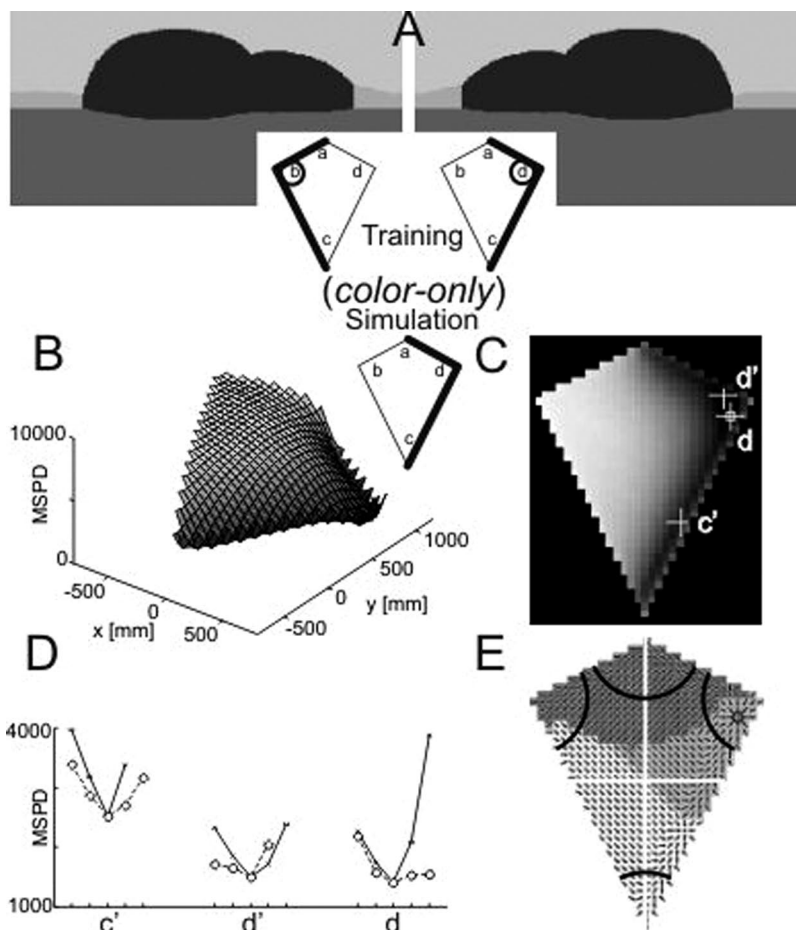 A
a
b
d
c
a
b
d
c
Training
(color-only)
Simulation
B
a
b
d
c
C
d'
d
c'
10000
MSPD
0
-500
0
500
x [mm]
-500
0
500
1000
y [mm]
D
E
4000
MSPD
1000
c'
d'
d